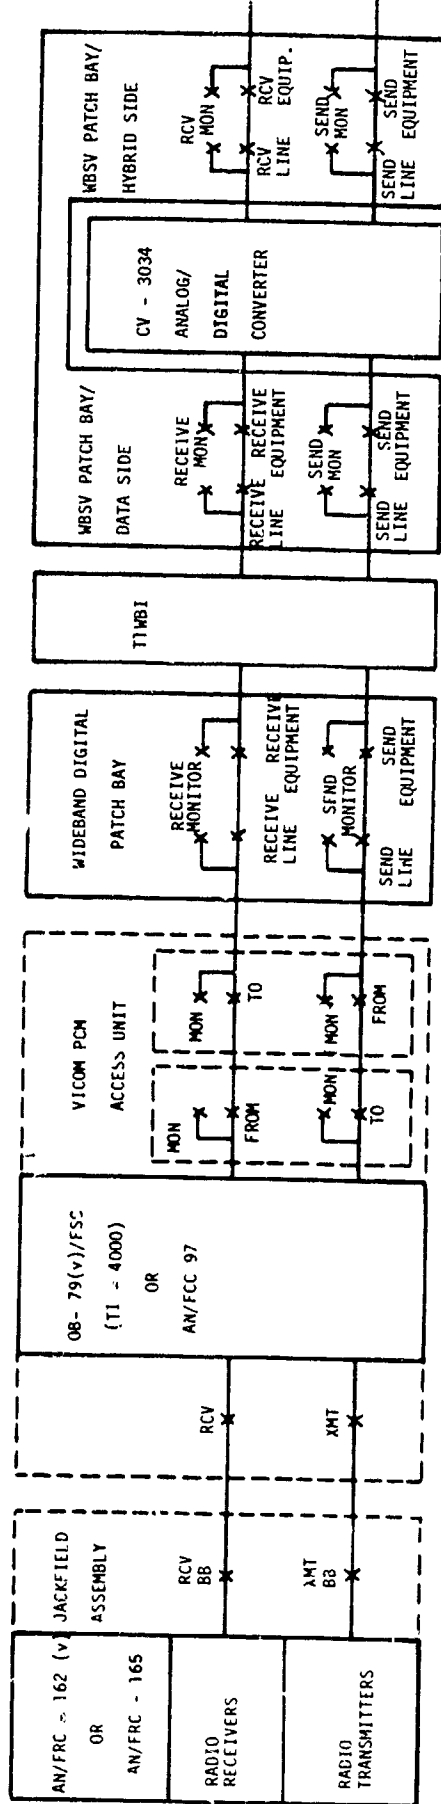 AN/FRC - 162 (v)
OR
AN/FRC - 165
RADIO
RECEIVERS
RADIO
TRANSMITTERS
JACKFIELD
ASSEMBLY
RCV
BB
XMT
BB
RCV
XMT
OB- 79(v)/FSC
(TI - 4000)
OR
AN/FCC 97
VICOM PCM
ACCESS UNIT
MON
FROM
MON
TO
MON
TO
MON
FROM
WIDEBAND DIGITAL
PATCH BAY
RECEIVE
MONITOR
RECEIVE
LINE
RECEIVE
EQUIPMENT
SEND
MONITOR
SEND
LINE
SEND
EQUIPMENT
T1WBI
WBSV PATCH BAY/
DATA SIDE
RECEIVE
MON
RECEIVE
LINE
RECEIVE
EQUIPMENT
SEND
MON
SEND
LINE
SEND
EQUIPMENT
CV - 3034
ANALOG/
DIGITAL
CONVERTER
WBSV PATCH BAY/
HYBRID SIDE
RCV
MON
RCV
LINE
RCV
EQUIP.
SEND
MON
SEND
LINE
SEND
EQUIPMENT